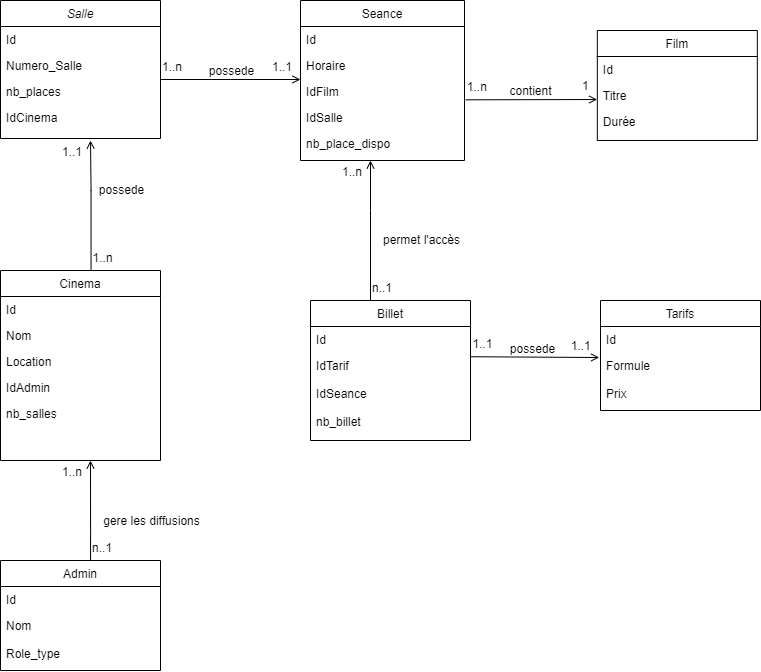 Salle
Id
Numero_Salle
nb_places
IdCinema
1..n
possede
1..1
Seance
Id
Horaire
IdFilm
IdSalle
nb_place_dispo
1..n
contient
1
Film
Id
Titre
Durée
1..1
possede
1..n
Cinema
Id
Nom
Location
IdAdmin
nb_salles
1..n
permet l'accès
n..1
Billet
Id
IdTarif
IdSeance
nb_billet
1..1
possede
1..1
Tarifs
Id
Formule
Prix
1..n
gere les diffusions
n..1
Admin
Id
Nom
Role_type